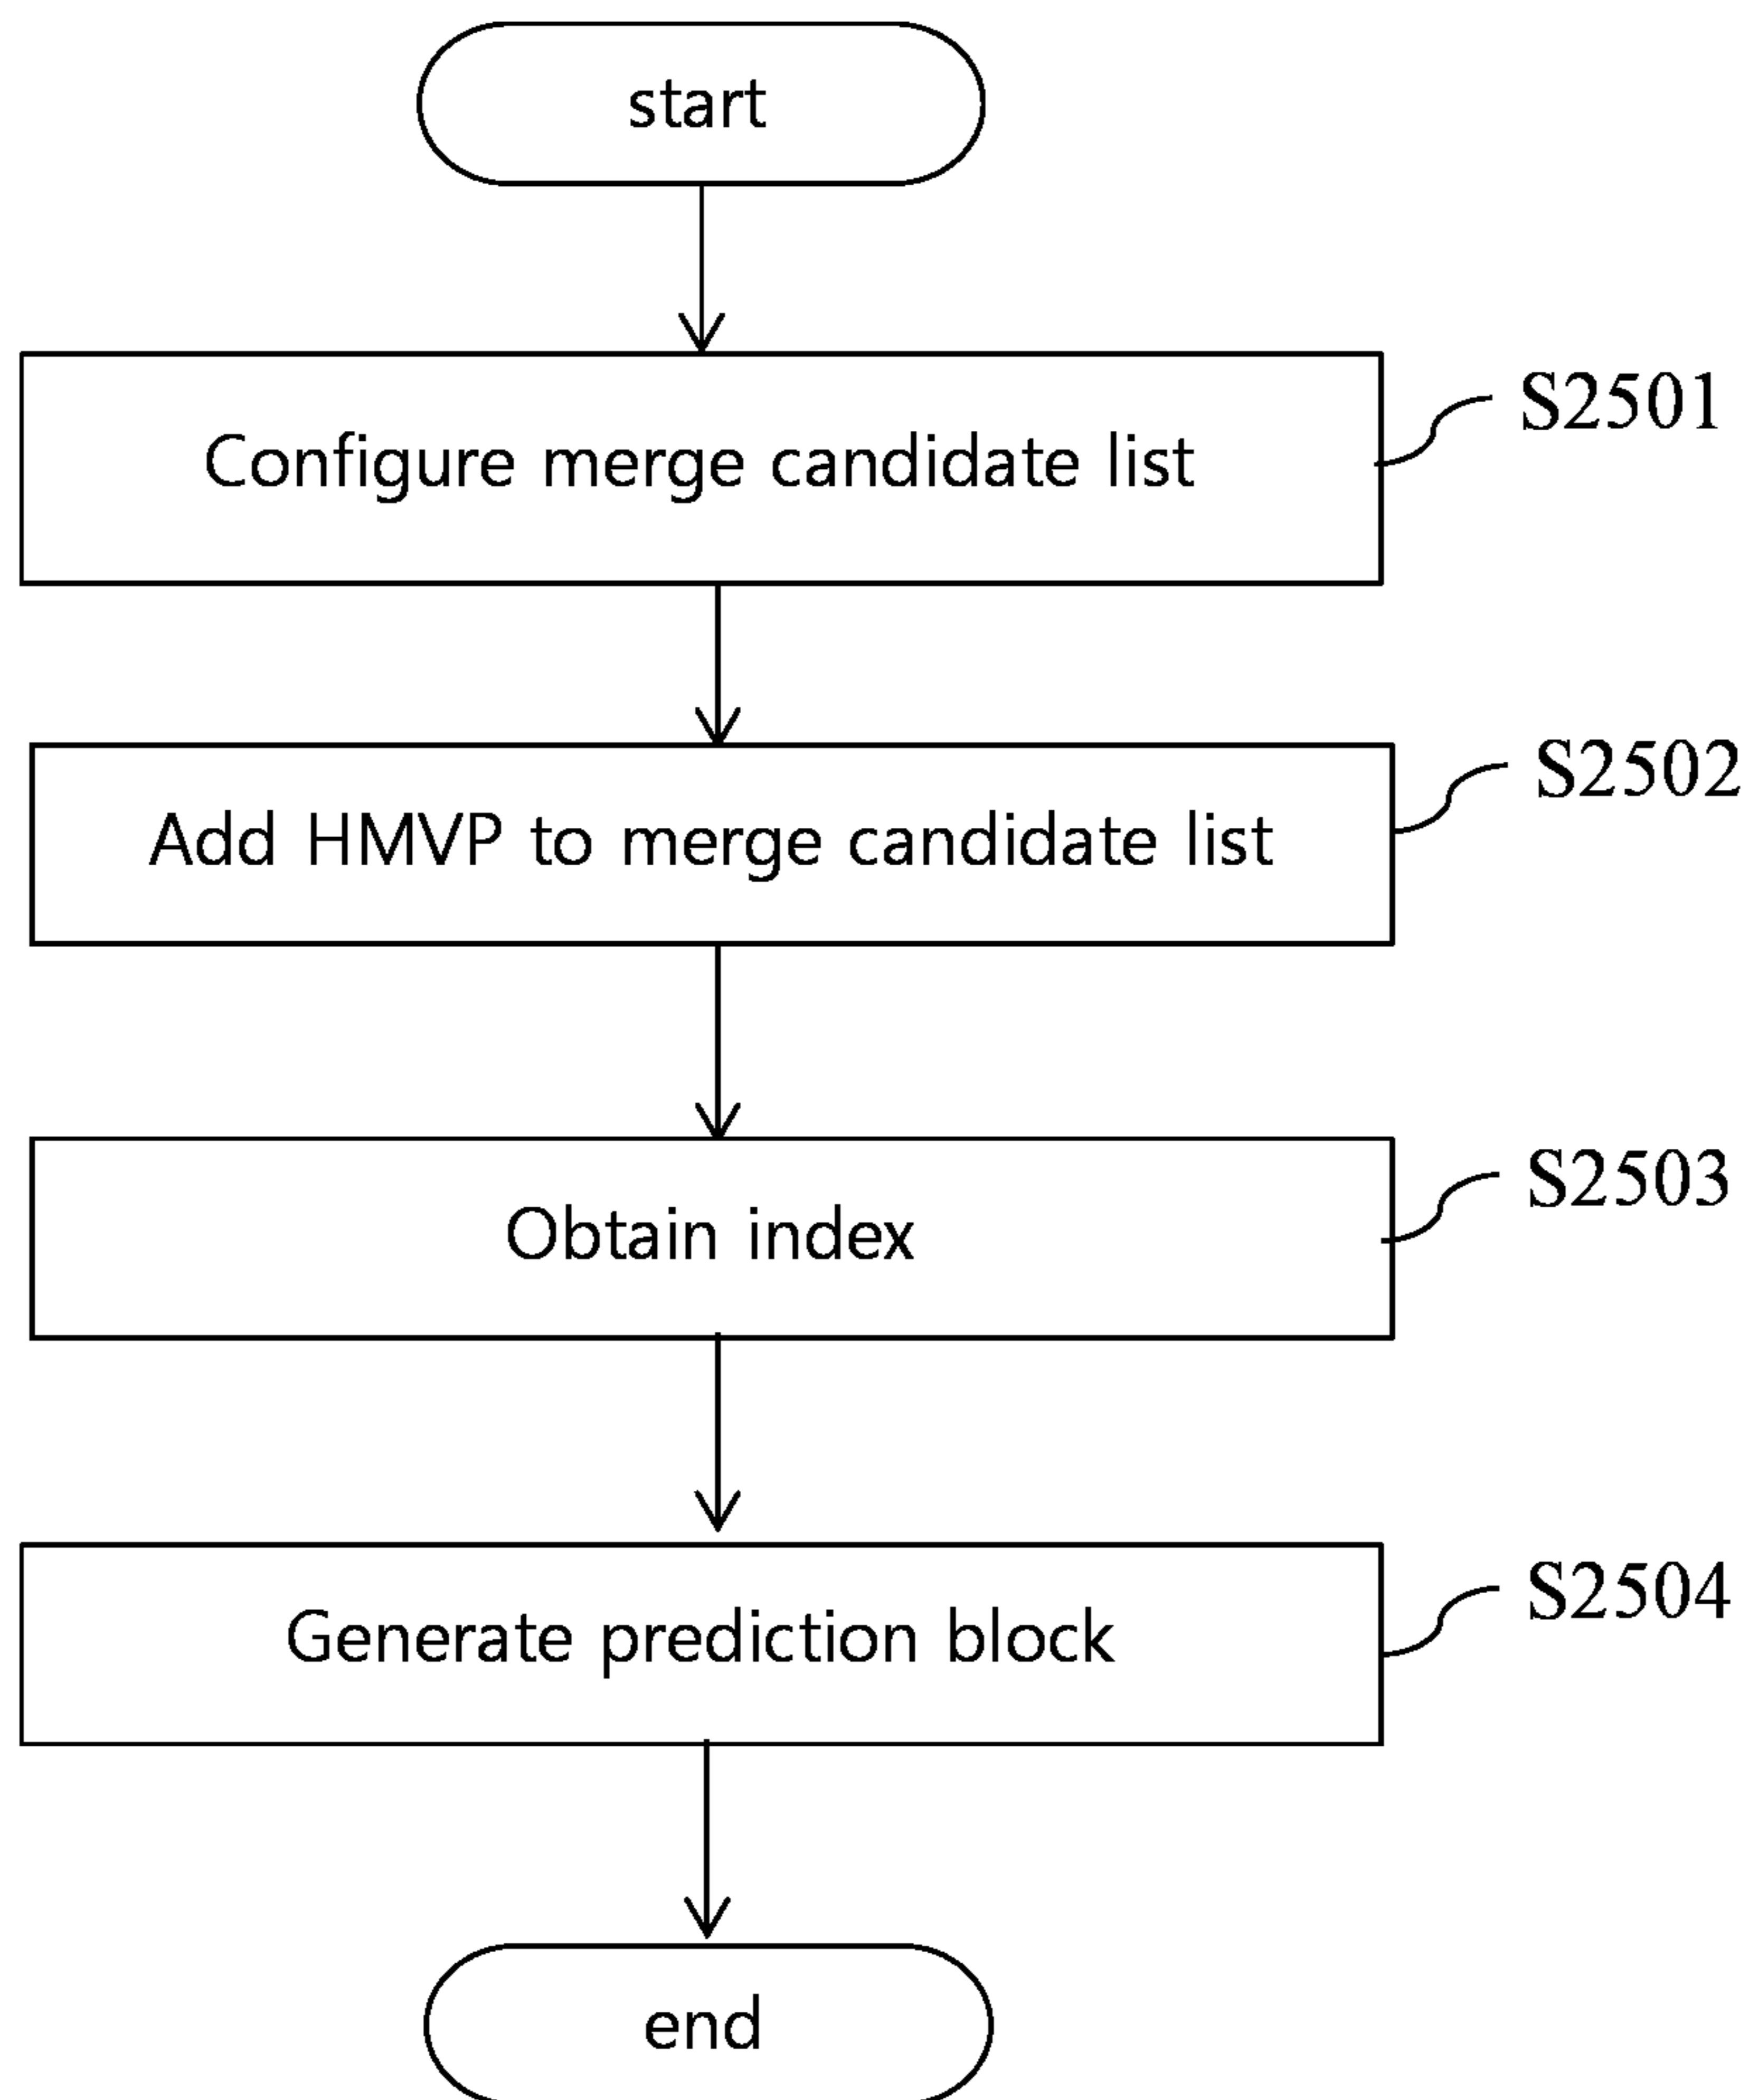 start
Configure merge candidate list
S2501
Add HMVP to merge candidate list
S2502
Obtain index
S2503
Generate prediction block
S2504
end